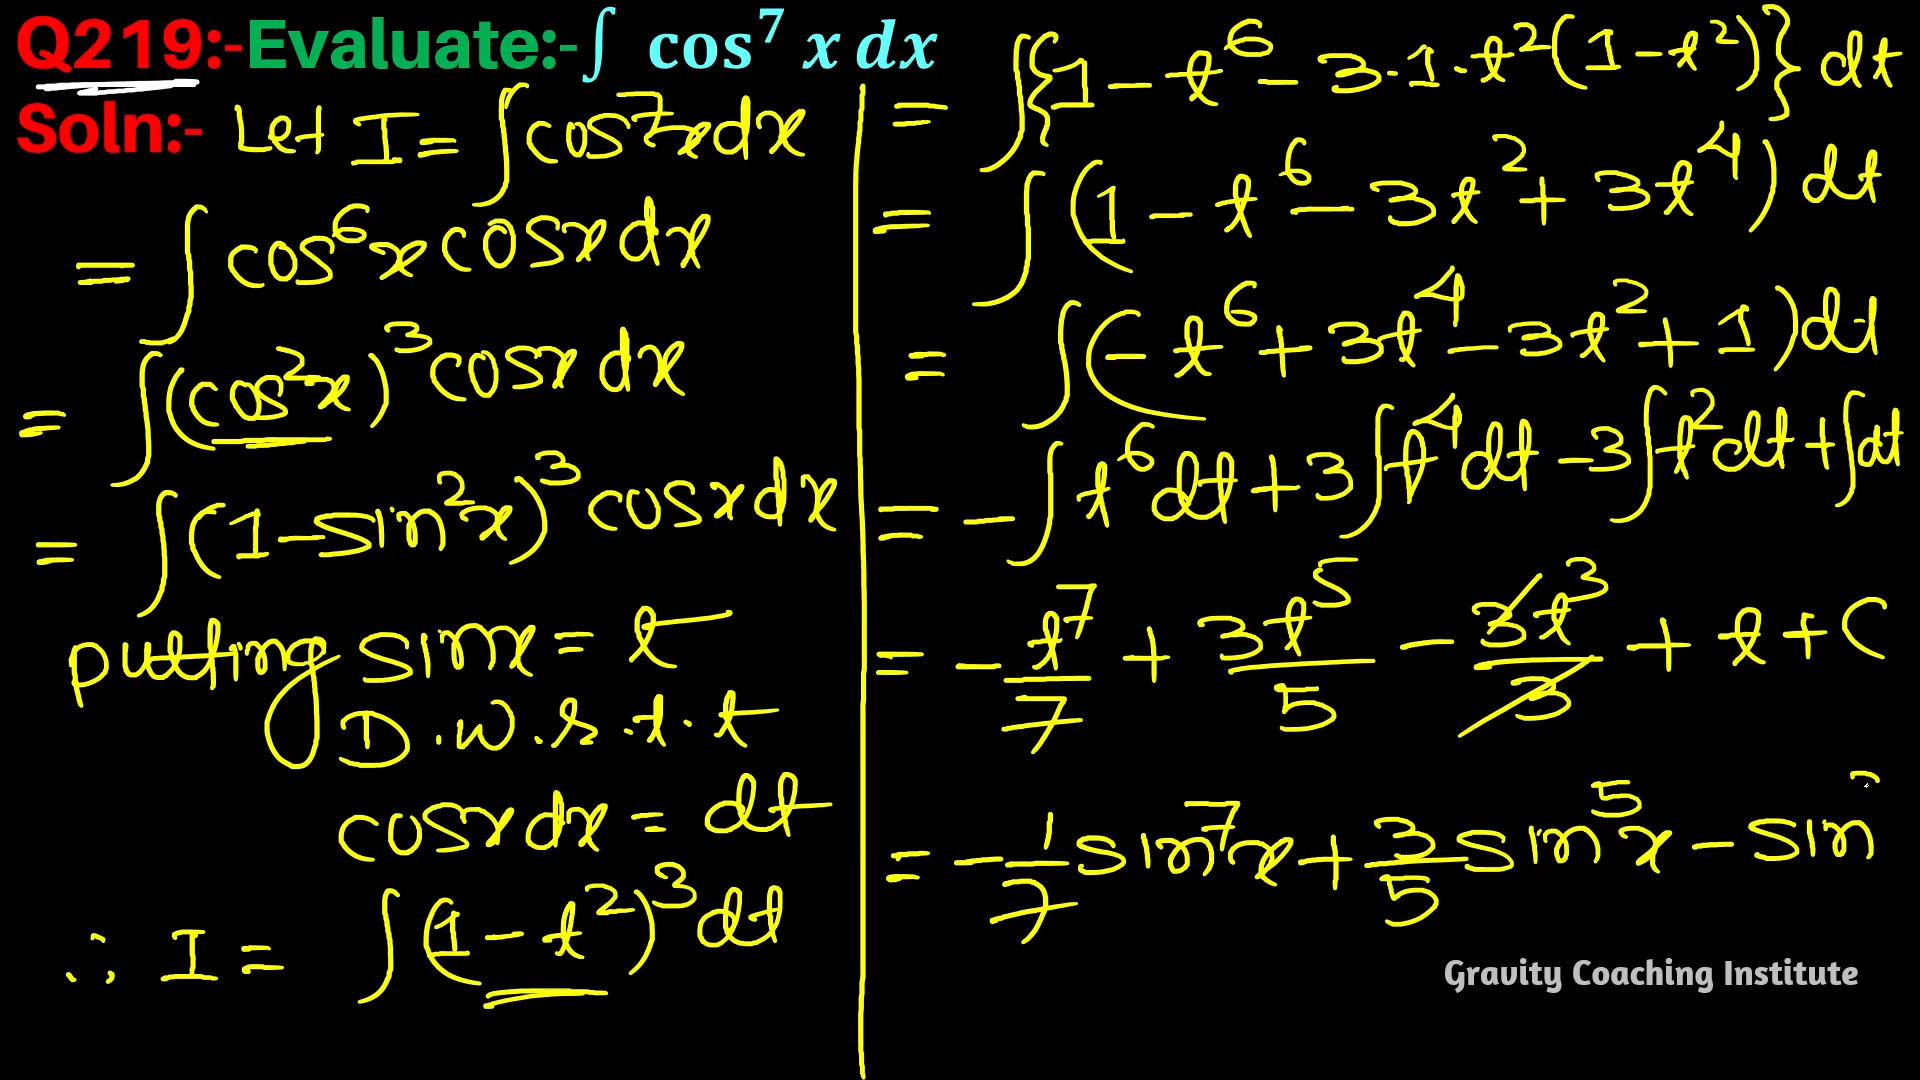 Q219:-Evaluate:-∫ cos⁷ x dx
Soln:- Let I = ∫cos⁷x dx
= ∫cos⁶x cosx dx
= ∫(cos²x)³ cosx dx
= ∫(1-sin²x)³ cosx dx
putting sinx = t
D.w.r.t.t
cosx dx = dt
∴ I = ∫(1-t²)³ dt
= ∫{1-t⁶-3·1·t²(1-t²)} dt
= ∫(1-t⁶-3t²+3t⁴) dt
= ∫(-t⁶+3t⁴-3t²+1) dt
= -∫t⁶dt+3∫t⁴dt-3∫t²dt+∫dt
= -t⁷/7 + 3t⁵/5 - 3t³/3 + t + C
= -1/7 sin⁷x + 3/5 sin⁵x - sin
Gravity Coaching Institute